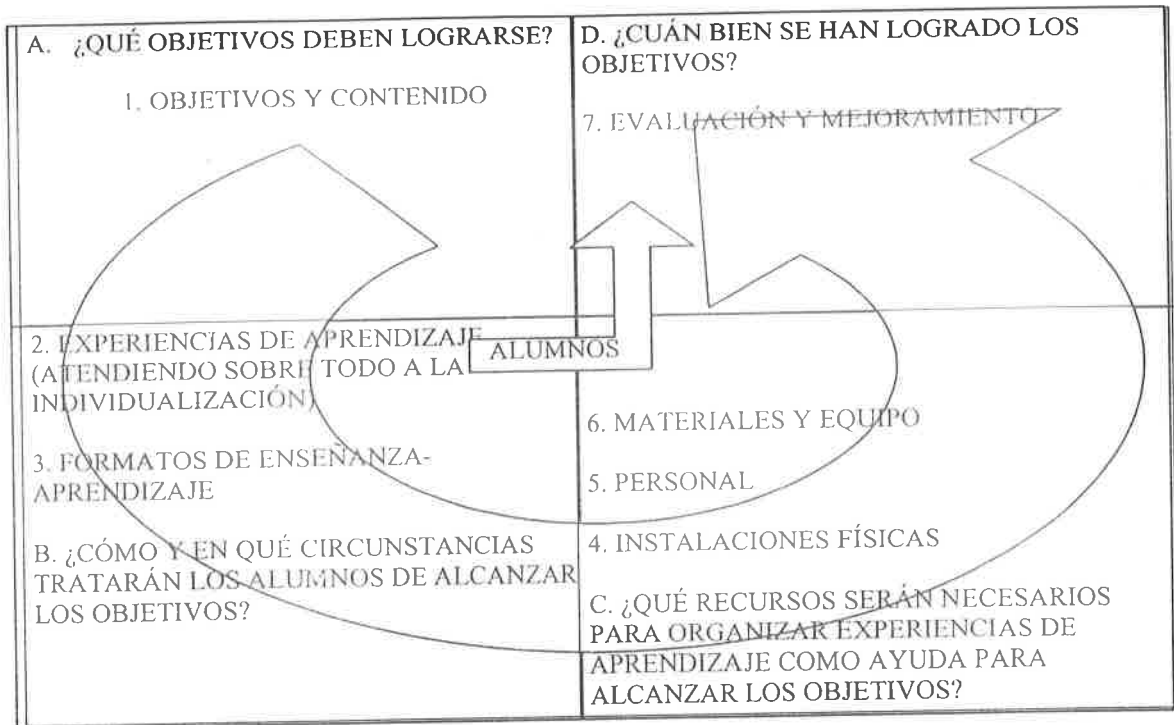 A. ¿QUÉ OBJETIVOS DEBEN LOGRARSE?
1. OBJETIVOS Y CONTENIDO
D. ¿CUÁN BIEN SE HAN LOGRADO LOS
OBJETIVOS?
7. EVALUACIÓN Y MEJORAMIENTO
2. EXPERIENCIAS DE APRENDIZAJE
(ATENDIENDO SOBRE TODO A LA
INDIVIDUALIZACIÓN)
3. FORMATOS DE ENSEÑANZA-
APRENDIZAJE
B. ¿CÓMO Y EN QUÉ CIRCUNSTANCIAS
TRATARÁN LOS ALUMNOS DE ALCANZAR
LOS OBJETIVOS?
ALUMNOS
6. MATERIALES Y EQUIPO
5. PERSONAL
4. INSTALACIONES FÍSICAS
C. ¿QUÉ RECURSOS SERÁN NECESARIOS
PARA ORGANIZAR EXPERIENCIAS DE
APRENDIZAJE COMO AYUDA PARA
ALCANZAR LOS OBJETIVOS?